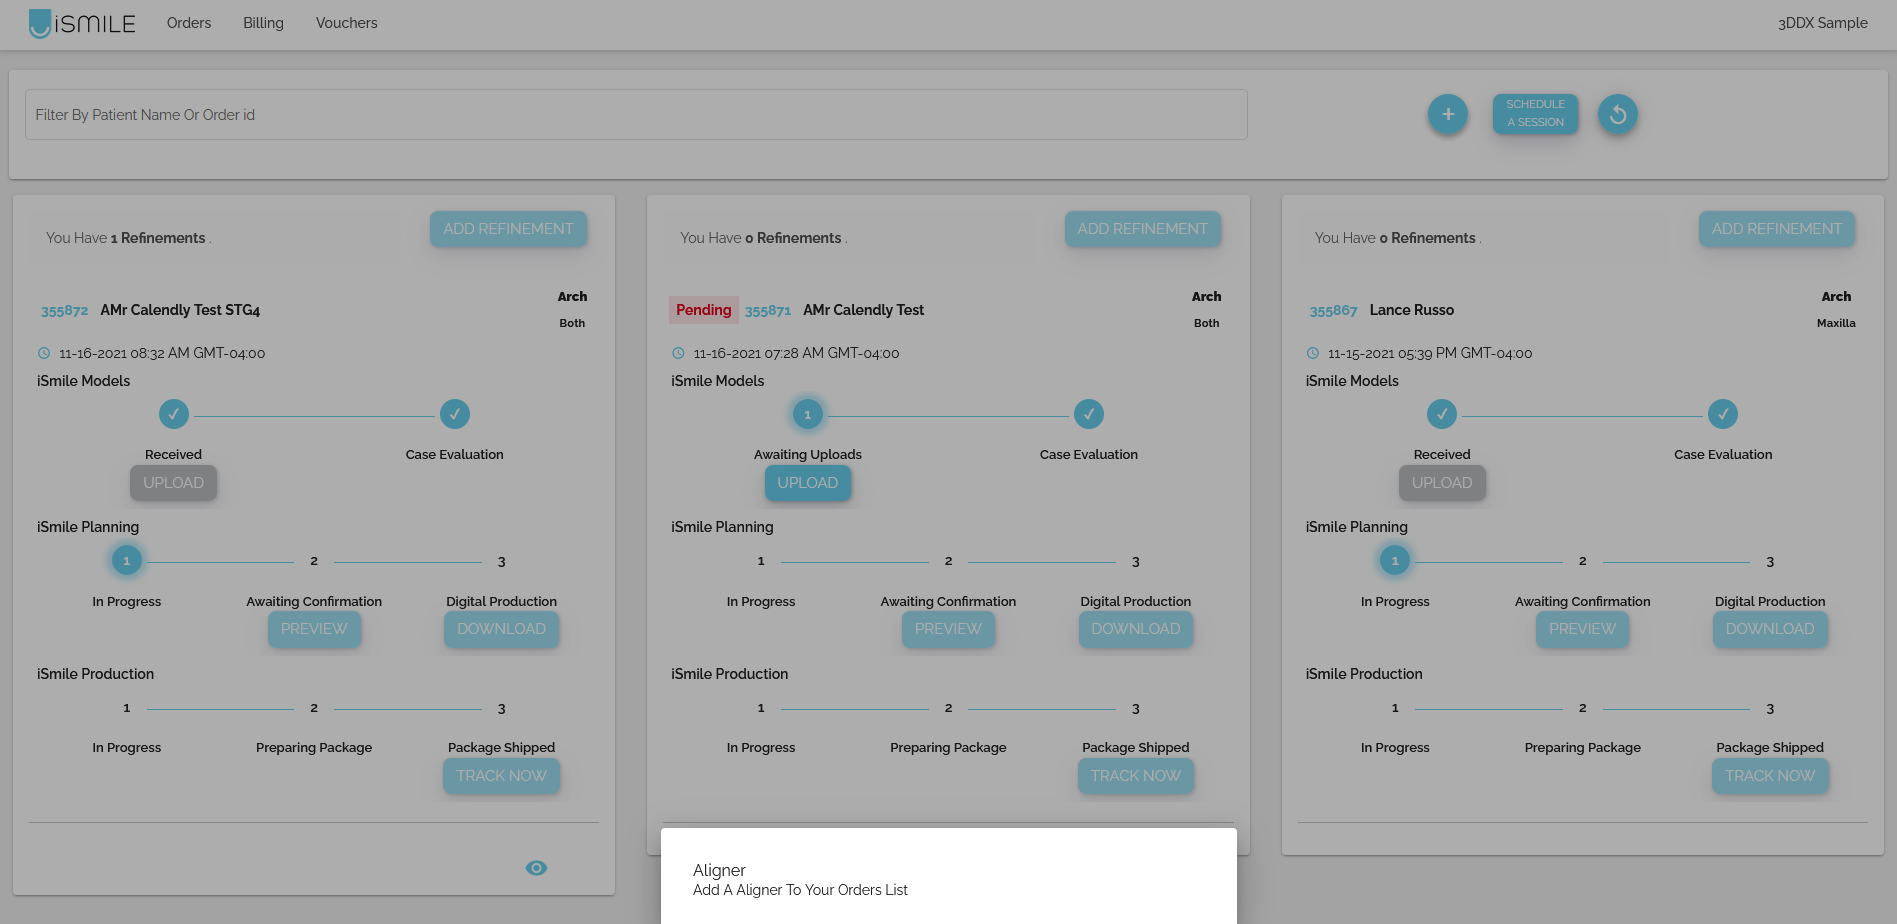 iSMILE Orders Billing Vouchers 3DDX Sample
Filter By Patient Name Or Order id
+
SCHEDULE
A SESSION
You Have 1 Refinements .
ADD REFINEMENT
355872 AMr Calendly Test STG4
Arch
Both
11-16-2021 08:32 AM GMT-04:00
iSmile Models
✓ ✓
Received Case Evaluation
UPLOAD
iSmile Planning
1 2 3
In Progress Awaiting Confirmation Digital Production
PREVIEW DOWNLOAD
iSmile Production
1 2 3
In Progress Preparing Package Package Shipped
TRACK NOW
You Have 0 Refinements .
ADD REFINEMENT
Pending 355871 AMr Calendly Test
Arch
Both
11-16-2021 07:28 AM GMT-04:00
iSmile Models
1 ✓
Awaiting Uploads Case Evaluation
UPLOAD
iSmile Planning
1 2 3
In Progress Awaiting Confirmation Digital Production
PREVIEW DOWNLOAD
iSmile Production
1 2 3
In Progress Preparing Package Package Shipped
TRACK NOW
You Have 0 Refinements .
ADD REFINEMENT
355867 Lance Russo
Arch
Maxilla
11-15-2021 05:39 PM GMT-04:00
iSmile Models
✓ ✓
Received Case Evaluation
UPLOAD
iSmile Planning
1 2 3
In Progress Awaiting Confirmation Digital Production
PREVIEW DOWNLOAD
iSmile Production
1 2 3
In Progress Preparing Package Package Shipped
TRACK NOW
Aligner
Add A Aligner To Your Orders List